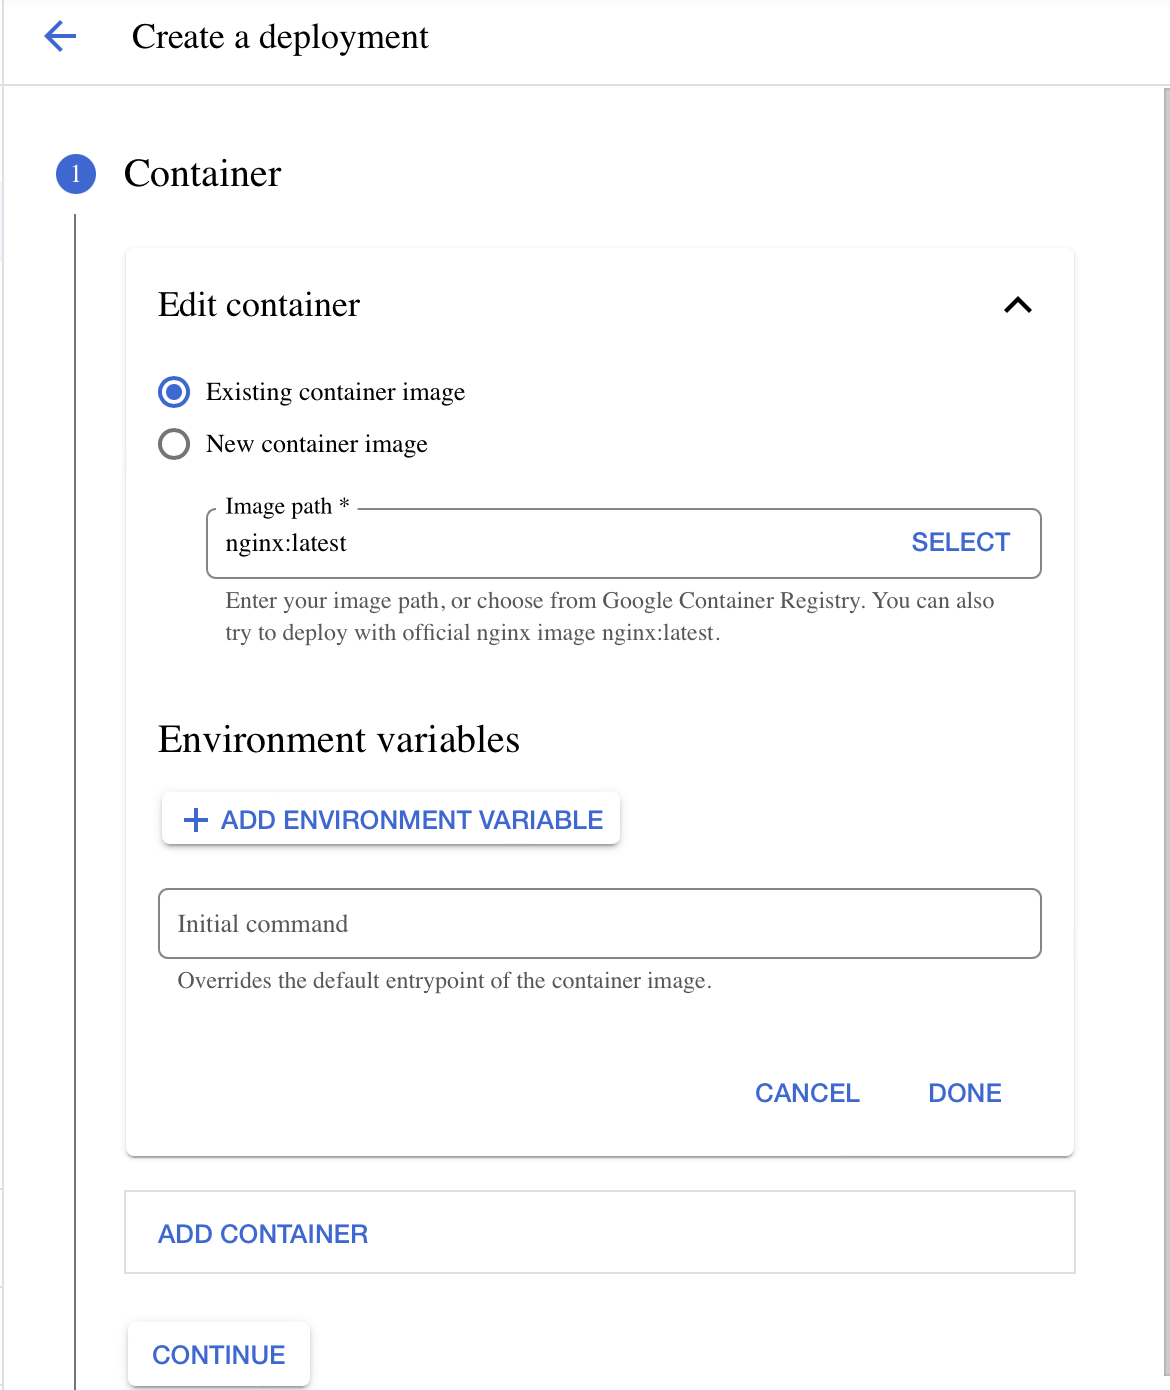 Create a deployment
1 Container
Edit container
Existing container image
New container image
Image path *
nginx:latest SELECT
Enter your image path, or choose from Google Container Registry. You can also
try to deploy with official nginx image nginx:latest.
Environment variables
+ ADD ENVIRONMENT VARIABLE
Initial command
Overrides the default entrypoint of the container image.
CANCEL DONE
ADD CONTAINER
CONTINUE